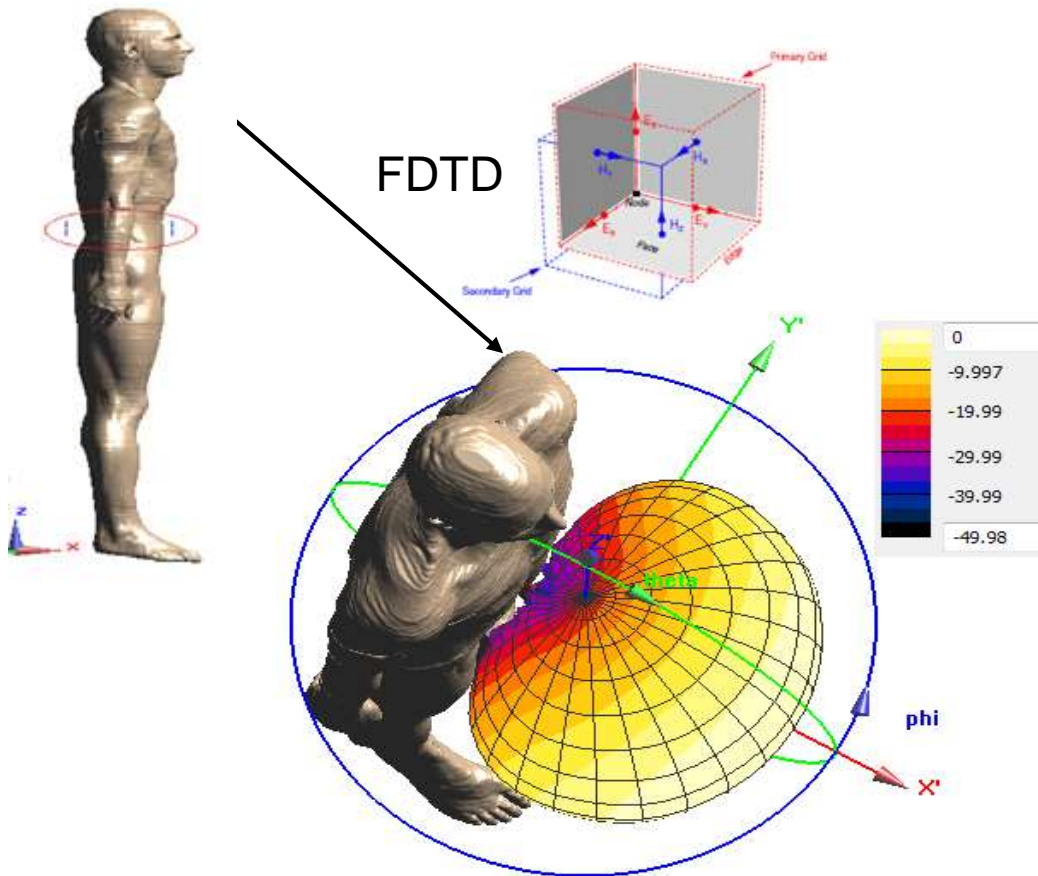 Primary Grid
FDTD
Node
Face
Edge
Secondary Grid
Z
X
Y'
0
-9.997
-19.99
-29.99
-39.99
-49.98
Z'
theta
phi
X'